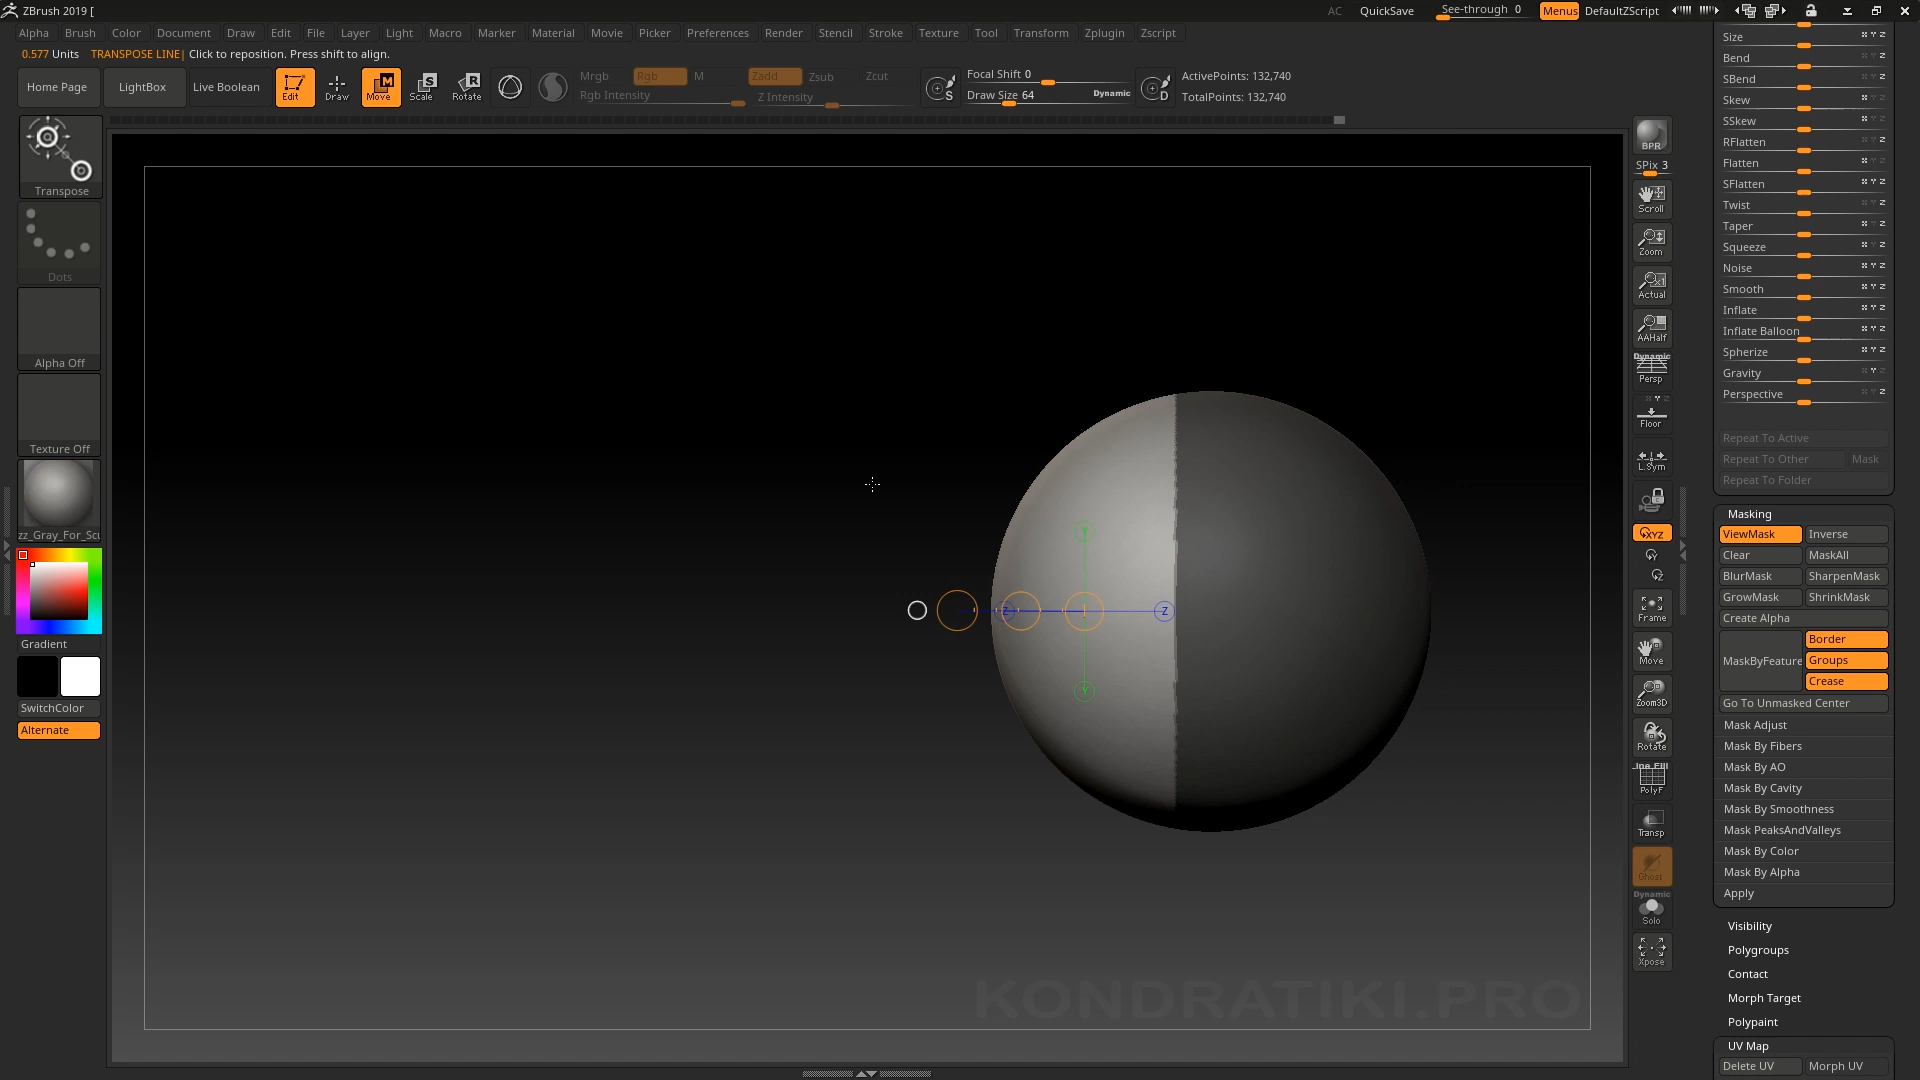 ZBrush 2019 [
AC QuickSave See-through 0 Menus DefaultZScript
Alpha Brush Color Document Draw Edit File Layer Light Macro Marker Material Movie Picker Preferences Render Stencil Stroke Texture Tool Transform Zplugin Zscript
0.577 Units TRANSPOSE LINE| Click to reposition. Press shift to align.
Home Page LightBox Live Boolean Edit Draw Move Scale Rotate
Mrgb Rgb M Zadd Zsub Zcut
Rgb Intensity Z Intensity
S Focal Shift 0
Draw Size 64 Dynamic
D ActivePoints: 132,740
TotalPoints: 132,740
Transpose
Dots
Alpha Off
Texture Off
zz_Gray_For_Scu
Gradient
SwitchColor
Alternate
Y
Z Z
Y
KONDRATIKI.PRO
BPR
SPix 3
Scroll
Zoom
Actual
AAHalf
Dynamic
Persp
Floor
L.Sym
XYZ
Y
Z
Frame
Move
Zoom3D
Rotate
Line Fill
PolyF
Transp
Ghost
Dynamic
Solo
Xpose
Size
Bend
SBend
Skew
SSkew
RFlatten
Flatten
SFlatten
Twist
Taper
Squeeze
Noise
Smooth
Inflate
Inflate Balloon
Spherize
Gravity
Perspective
Repeat To Active
Repeat To Other Mask
Repeat To Folder
Masking
ViewMask Inverse
Clear MaskAll
BlurMask SharpenMask
GrowMask ShrinkMask
Create Alpha
MaskByFeature Border
Groups
Crease
Go To Unmasked Center
Mask Adjust
Mask By Fibers
Mask By AO
Mask By Cavity
Mask By Smoothness
Mask PeaksAndValleys
Mask By Color
Mask By Alpha
Apply
Visibility
Polygroups
Contact
Morph Target
Polypaint
UV Map
Delete UV Morph UV